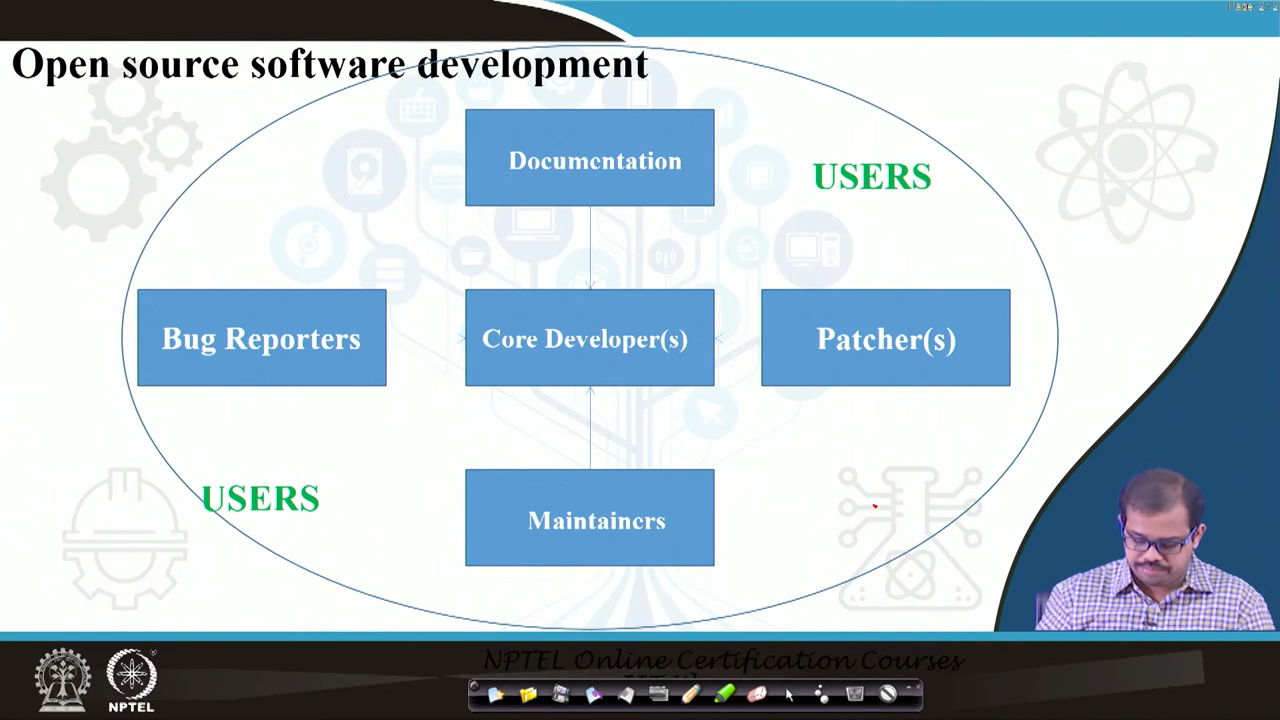 Open source software development
Documentation
USERS
Bug Reporters
Core Developer(s)
Patcher(s)
USERS
Maintainers
NPTEL Online Certification Courses
NPTEL